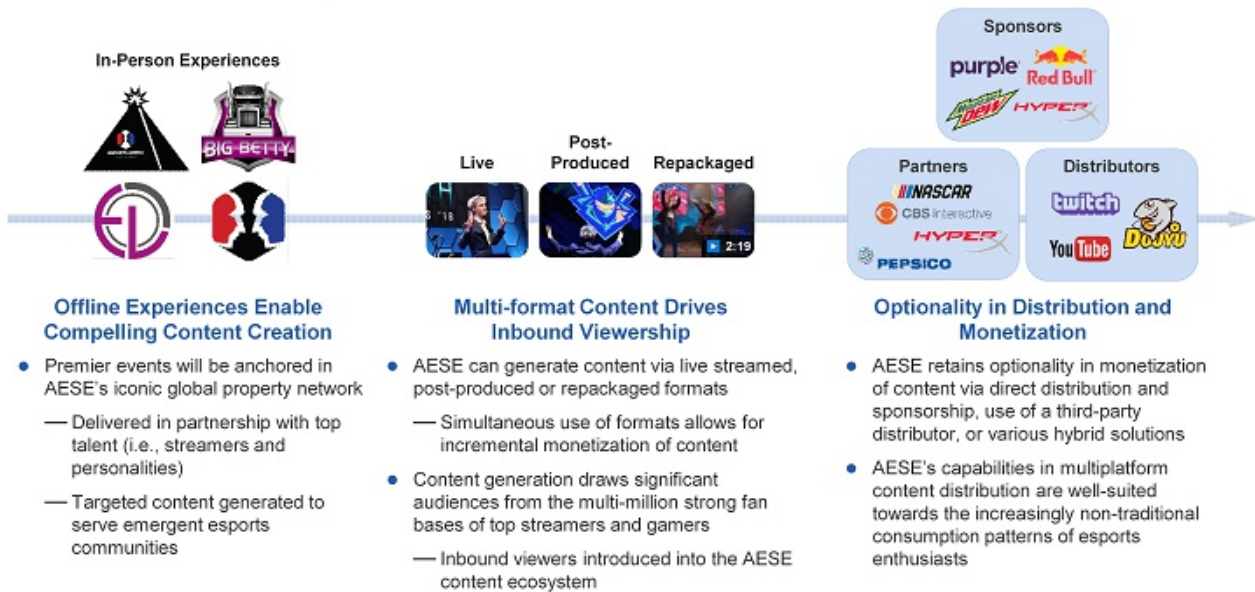 In-Person Experiences
BIG BETTY
EL
Live
Post-
Produced
Repackaged
'18
2:19
Sponsors
purple
Red Bull
Mountain
DEW
HYPERX
Partners
NASCAR
CBS interactive
HYPERX
PEPSICO
Distributors
twitch
YouTube
DOUYU
Offline Experiences Enable
Compelling Content Creation
● Premier events will be anchored in
AESE's iconic global property network
— Delivered in partnership with top
talent (i.e., streamers and
personalities)
— Targeted content generated to
serve emergent esports
communities
Multi-format Content Drives
Inbound Viewership
● AESE can generate content via live streamed,
post-produced or repackaged formats
— Simultaneous use of formats allows for
incremental monetization of content
● Content generation draws significant
audiences from the multi-million strong fan
bases of top streamers and gamers
— Inbound viewers introduced into the AESE
content ecosystem
Optionality in Distribution and
Monetization
● AESE retains optionality in monetization
of content via direct distribution and
sponsorship, use of a third-party
distributor, or various hybrid solutions
● AESE's capabilities in multiplatform
content distribution are well-suited
towards the increasingly non-traditional
consumption patterns of esports
enthusiasts